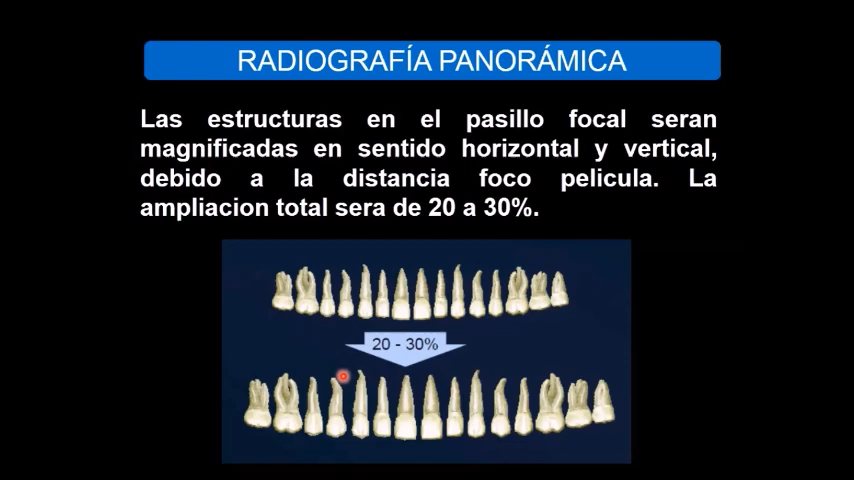 RADIOGRAFÍA PANORÁMICA
Las estructuras en el pasillo focal seran
magnificadas en sentido horizontal y vertical,
debido a la distancia foco pelicula. La
ampliacion total sera de 20 a 30%.
20 - 30%